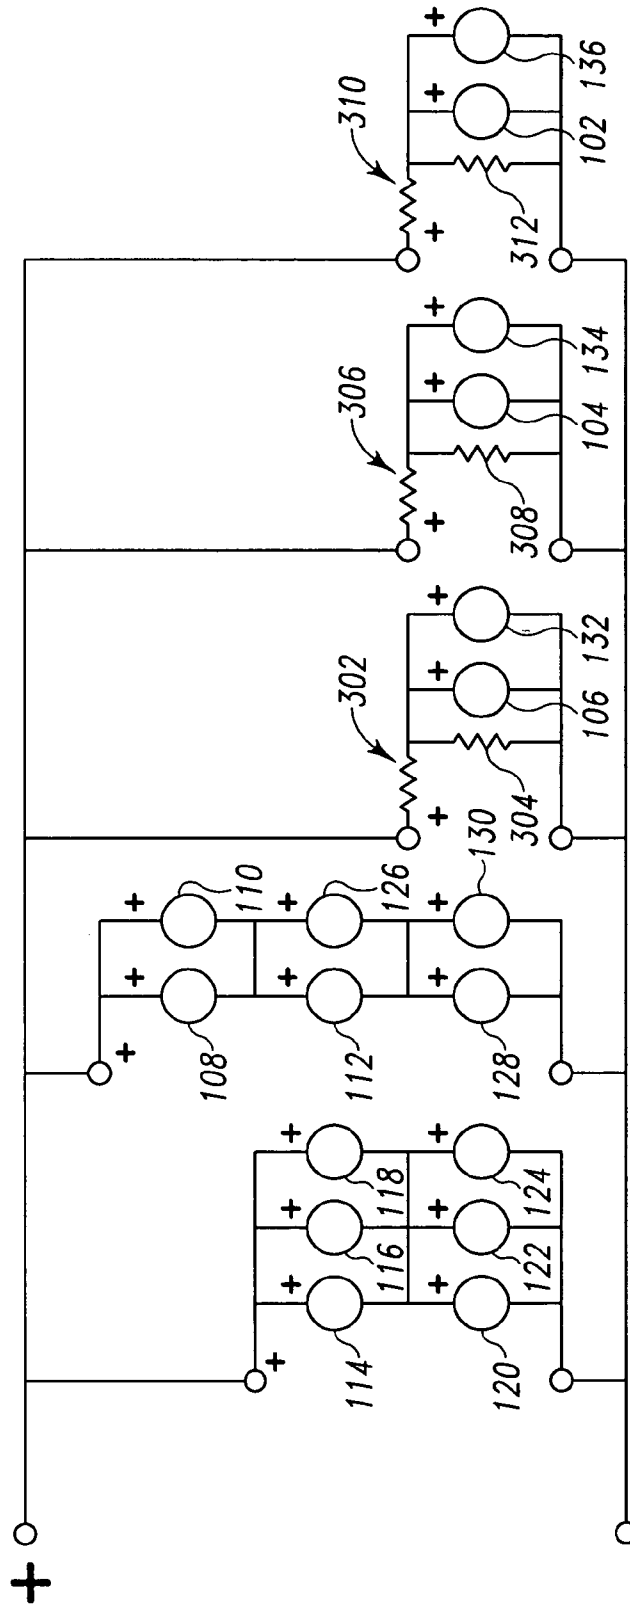 +
+ + + +
114 116 118
+ + +
120 122 124
+ + +
108 110
+ +
112 126
+ +
128 130
+ 302
+ +
304 106 132
+ 306
+ +
308 104 134
+ 310
+ +
312 102 136